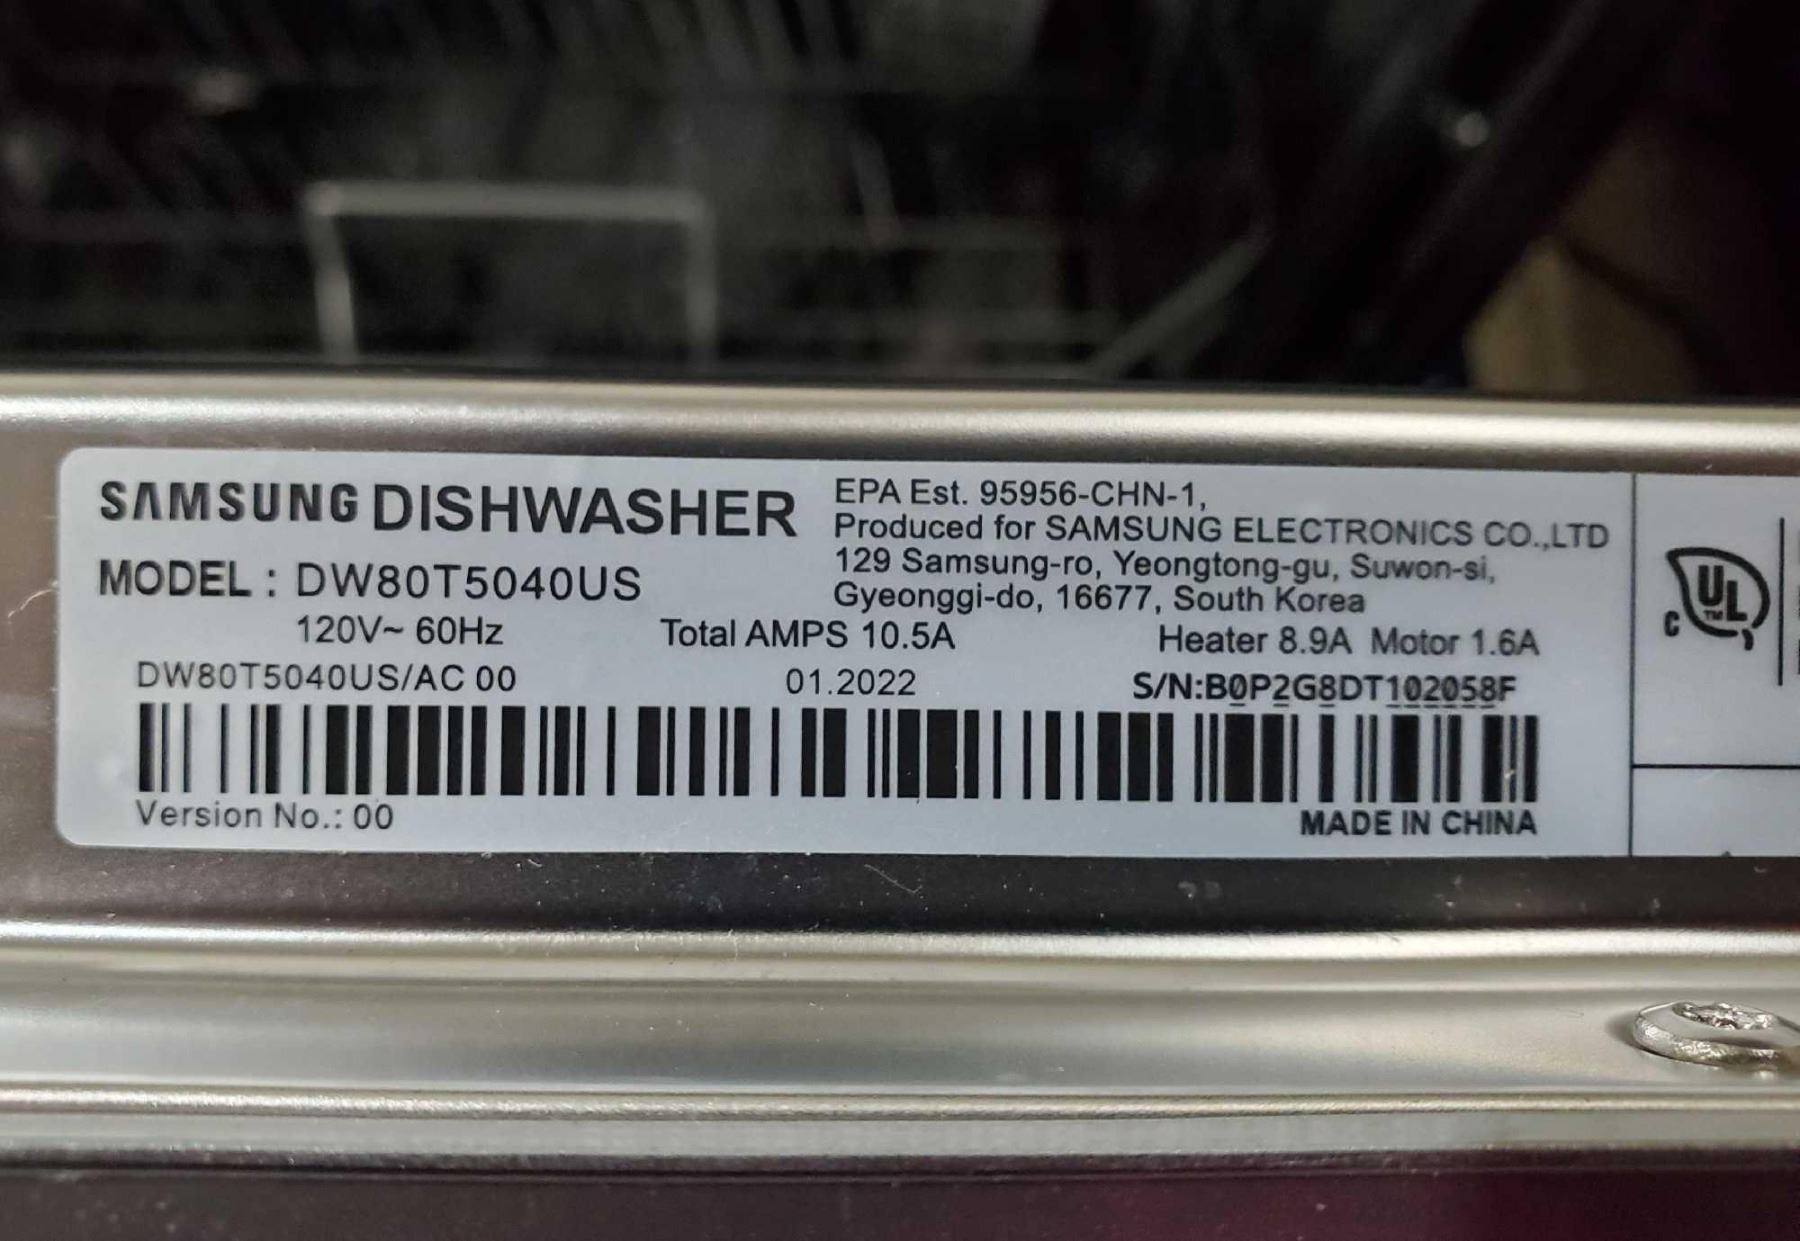 SAMSUNG DISHWASHER
MODEL : DW80T5040US
EPA Est. 95956-CHN-1,
Produced for SAMSUNG ELECTRONICS CO.,LTD
129 Samsung-ro, Yeongtong-gu, Suwon-si,
Gyeonggi-do, 16677, South Korea
120V~ 60Hz Total AMPS 10.5A Heater 8.9A Motor 1.6A
DW80T5040US/AC 00 01.2022 S/N:B0P2G8DT102058F
Version No.: 00 MADE IN CHINA
C UL TM